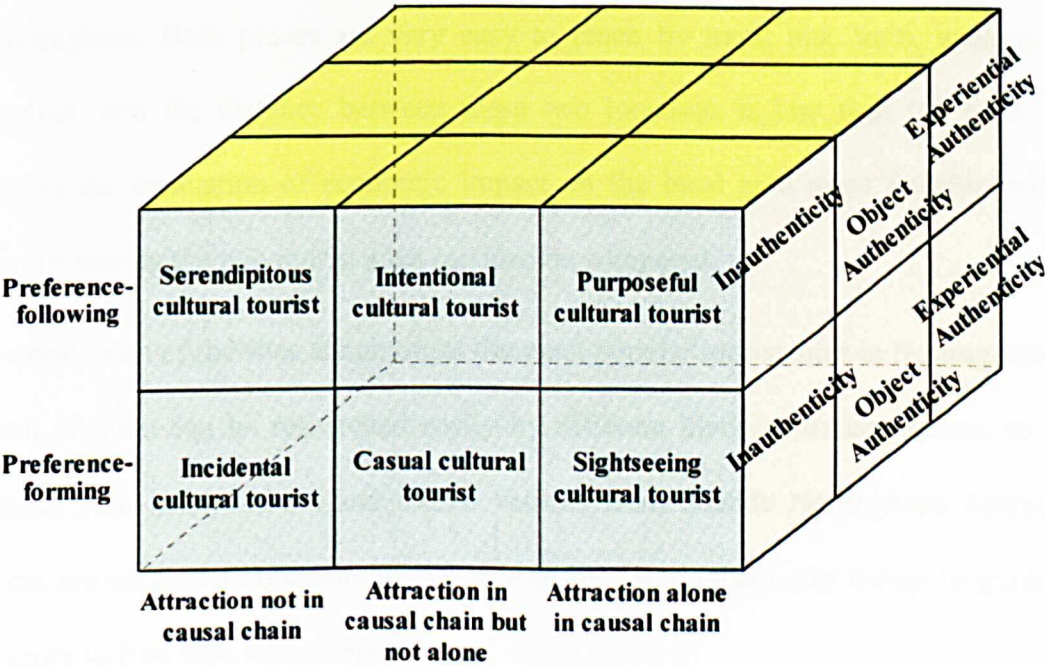 Preference-
following
Serendipitous
cultural tourist
Intentional
cultural tourist
Purposeful
cultural tourist
Inauthenticity
Object
Authenticity
Experiential
Authenticity
Preference-
forming
Incidental
cultural tourist
Casual cultural
tourist
Sightseeing
cultural tourist
Inauthenticity
Object
Authenticity
Experiential
Authenticity
Attraction not in
causal chain
Attraction in
causal chain but
not alone
Attraction alone
in causal chain